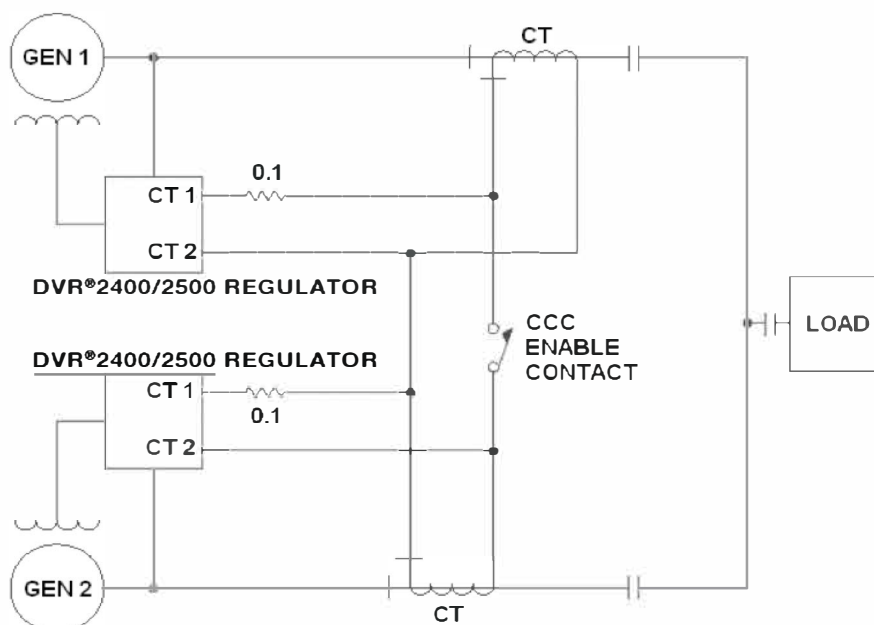 CT
GEN 1
0.1
CT 1
CT 2
DVR®2400/2500 REGULATOR
CCC
ENABLE
CONTACT
LOAD
DVR®2400/2500 REGULATOR
CT 1
0.1
CT 2
GEN 2
CT